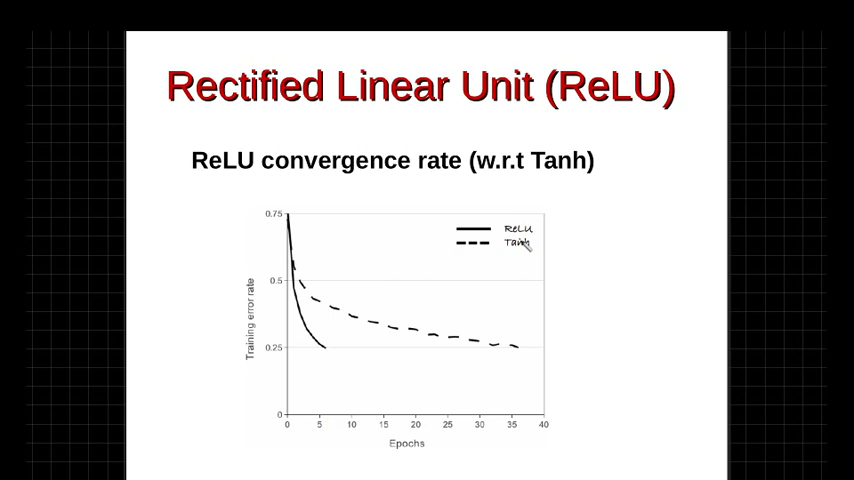 Rectified Linear Unit (ReLU)
ReLU convergence rate (w.r.t Tanh)
0.75
ReLU
Tanh
0.5
Training error rate
0.25
0
0 5 10 15 20 25 30 35 40
Epochs